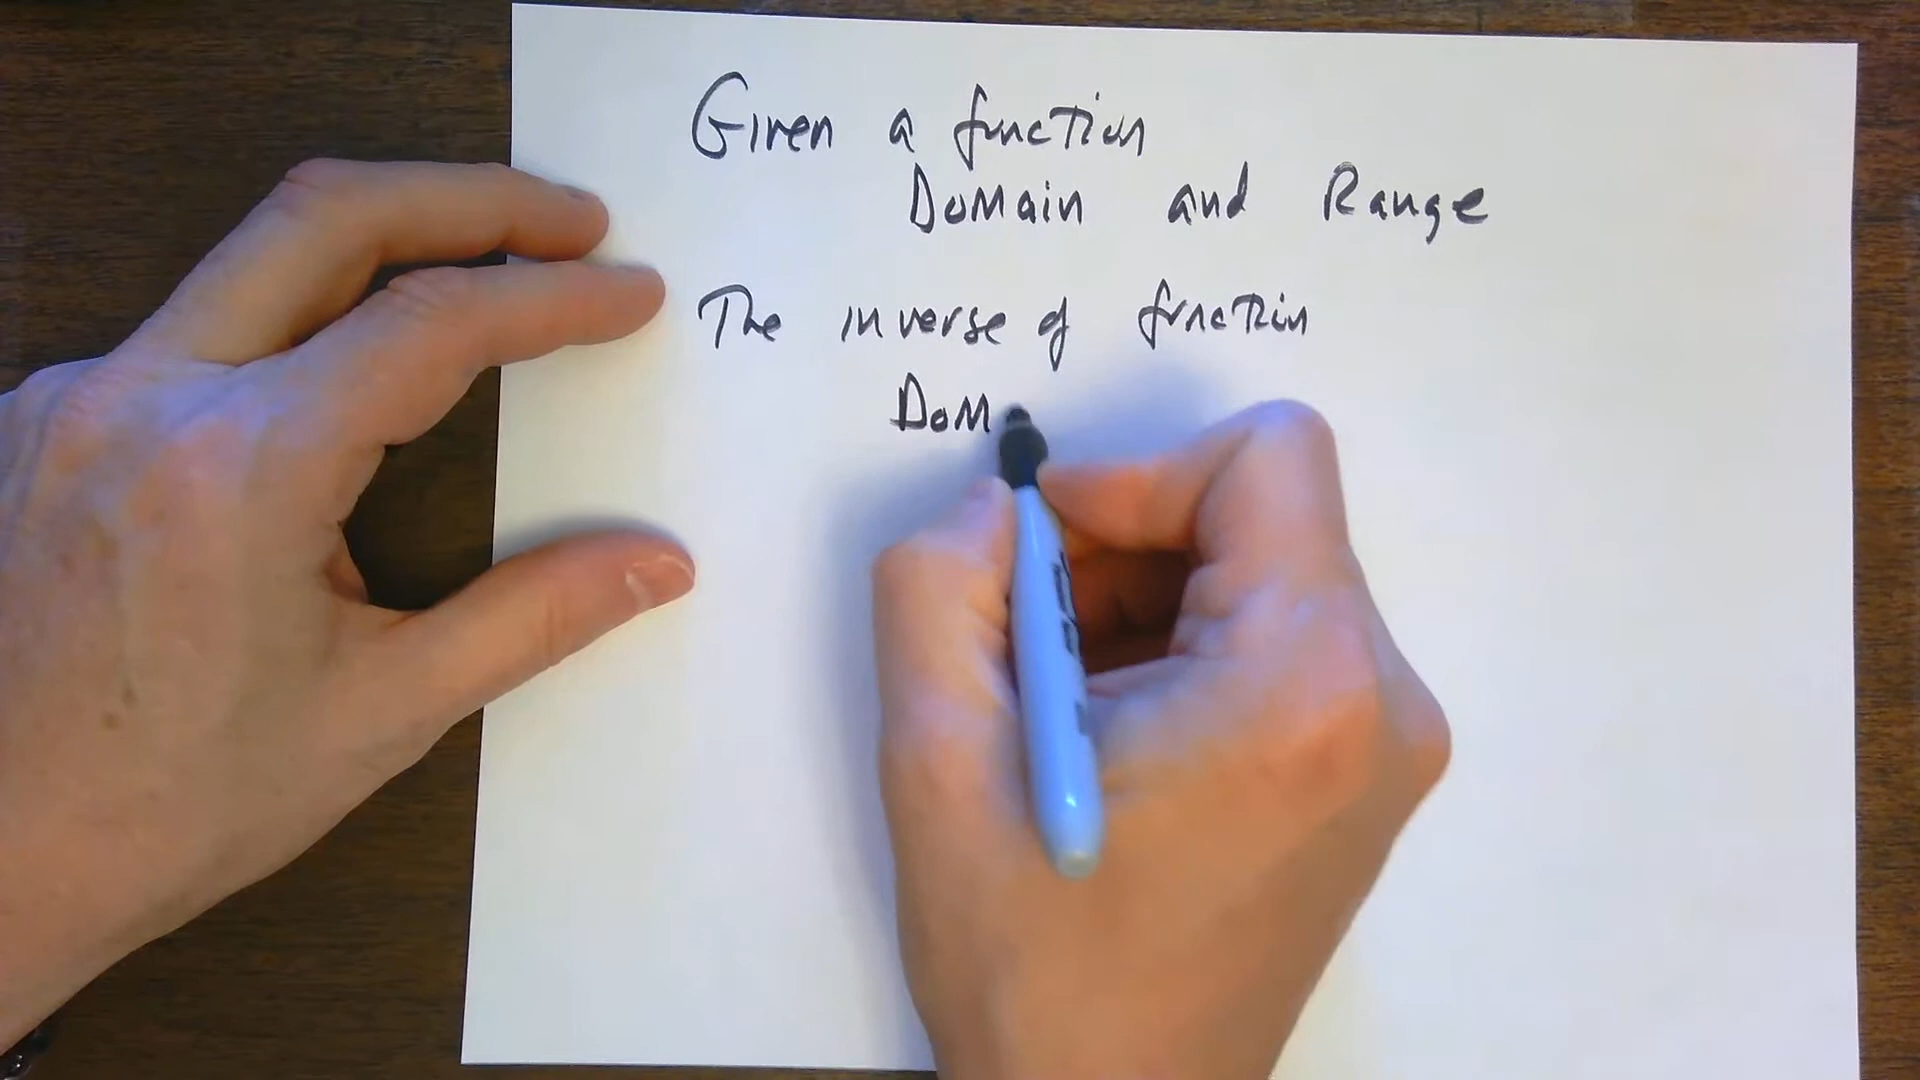 Given a function
Domain and Range
The inverse of function
Dom